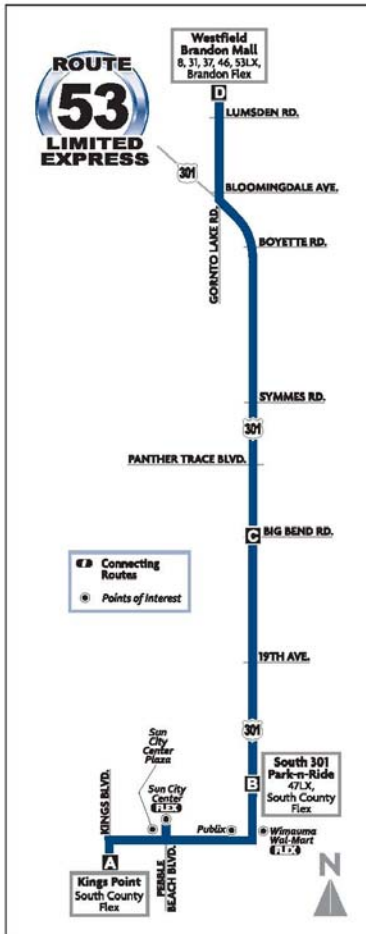 ROUTE
53
LIMITED
EXPRESS
Westfield
Brandon Mall
8, 31, 37, 46, 53LX,
Brandon Flex
D
LUMSDEN RD.
301
BLOOMINGDALE AVE.
GORNTO LAKE RD.
BOYETTE RD.
SYMMES RD.
301
PANTHER TRACE BLVD.
C
BIG BEND RD.
Connecting
Routes
Points of Interest
19TH AVE.
301
South 301
Park-n-Ride
47LX,
South County
Flex
B
Sun
City
Center
Plaza
Sun City
Center
FLEX
KINGS BLVD.
Publix
Wimauma
Wal-Mart
FLEX
PEBBLE
BEACH BLVD.
A
Kings Point
South County
Flex
N